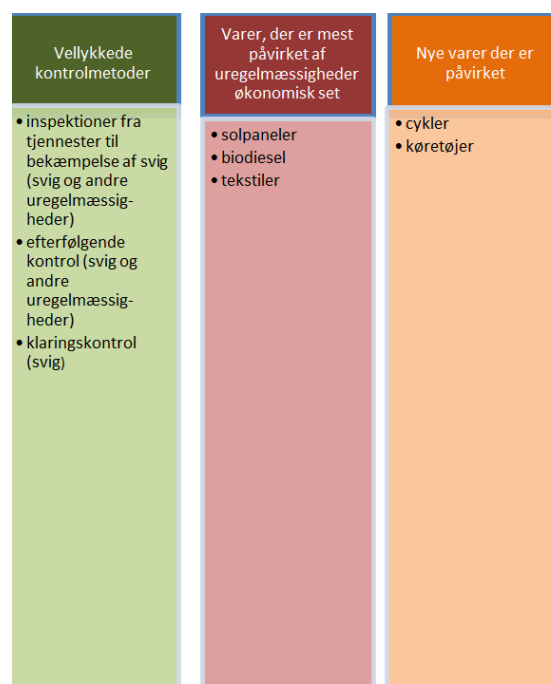 Vellykkede
kontrolmetoder
• inspektioner fra
tjennester til
bekæmpelse af svig
(svig og andre
uregelmæssig-
heder)
• efterfølgende
kontrol (svig og
andre
uregelmæssig-
heder)
• klaringskontrol
(svig)
Varer, der er mest
påvirket af
uregelmæssigheder
økonomisk set
• solpaneler
• biodiesel
• tekstiler
Nye varer der er
påvirket
• cykler
• køretøjer